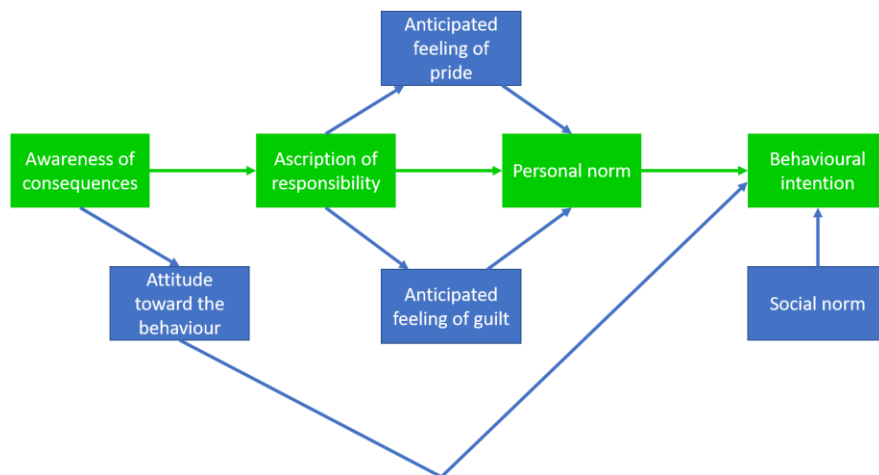 Anticipated
feeling of
pride
Awareness of
consequences
Ascription of
responsibility
Personal norm
Behavioural
intention
Attitude
toward the
behaviour
Anticipated
feeling of guilt
Social norm